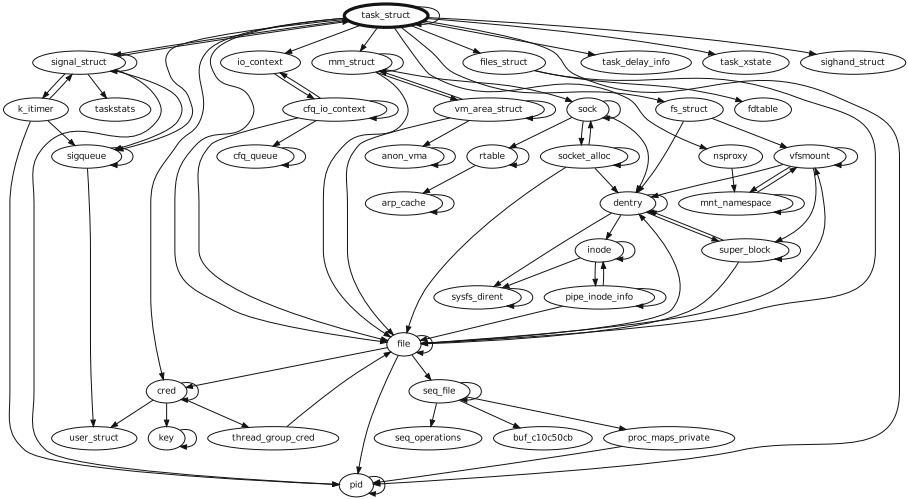 task_struct
signal_struct io_context mm_struct files_struct task_delay_info task_xstate sighand_struct
k_itimer taskstats cfq_io_context vm_area_struct sock fs_struct fdtable
sigqueue cfq_queue anon_vma rtable socket_alloc nsproxy vfsmount
arp_cache dentry mnt_namespace
inode super_block
sysfs_dirent pipe_inode_info
file
cred seq_file
user_struct key thread_group_cred seq_operations buf_c10c50cb proc_maps_private
pid